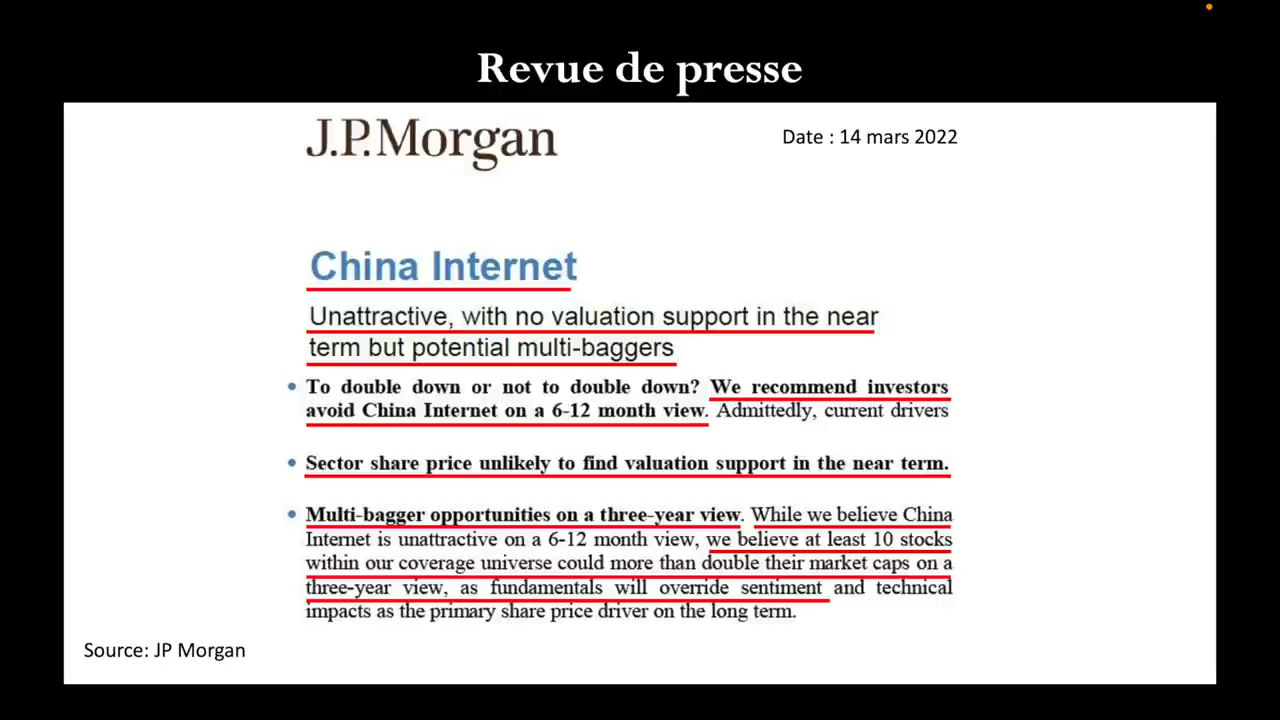 Revue de presse
J.P.Morgan
Date : 14 mars 2022
China Internet
Unattractive, with no valuation support in the near
term but potential multi-baggers
• To double down or not to double down? We recommend investors
avoid China Internet on a 6-12 month view. Admittedly, current drivers
• Sector share price unlikely to find valuation support in the near term.
• Multi-bagger opportunities on a three-year view. While we believe China
Internet is unattractive on a 6-12 month view, we believe at least 10 stocks
within our coverage universe could more than double their market caps on a
three-year view, as fundamentals will override sentiment and technical
impacts as the primary share price driver on the long term.
Source: JP Morgan